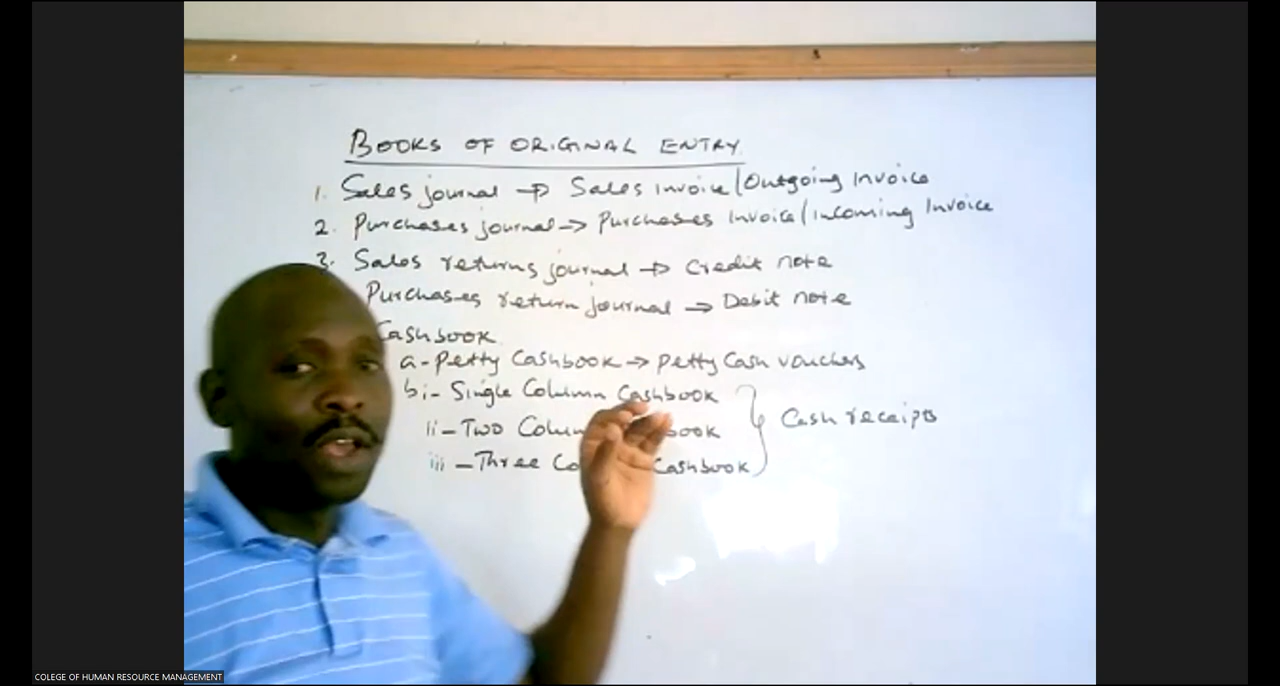 BOOKS OF ORIGINAL ENTRY
1. Sales journal → Sales invoice/Outgoing Invoice
2. Purchases journal → Purchases Invoice/Incoming Invoice
3. Sales returns journal → Credit note
Purchases return journal → Debit note
Cashbook
a - Petty Cashbook → Petty Cash vouchers
bi - Single Column Cashbook
ii - Two Colum book
iii - Three Co Cashbook
Cash receipts
COLEGE OF HUMAN RESOURCE MANAGEMENT